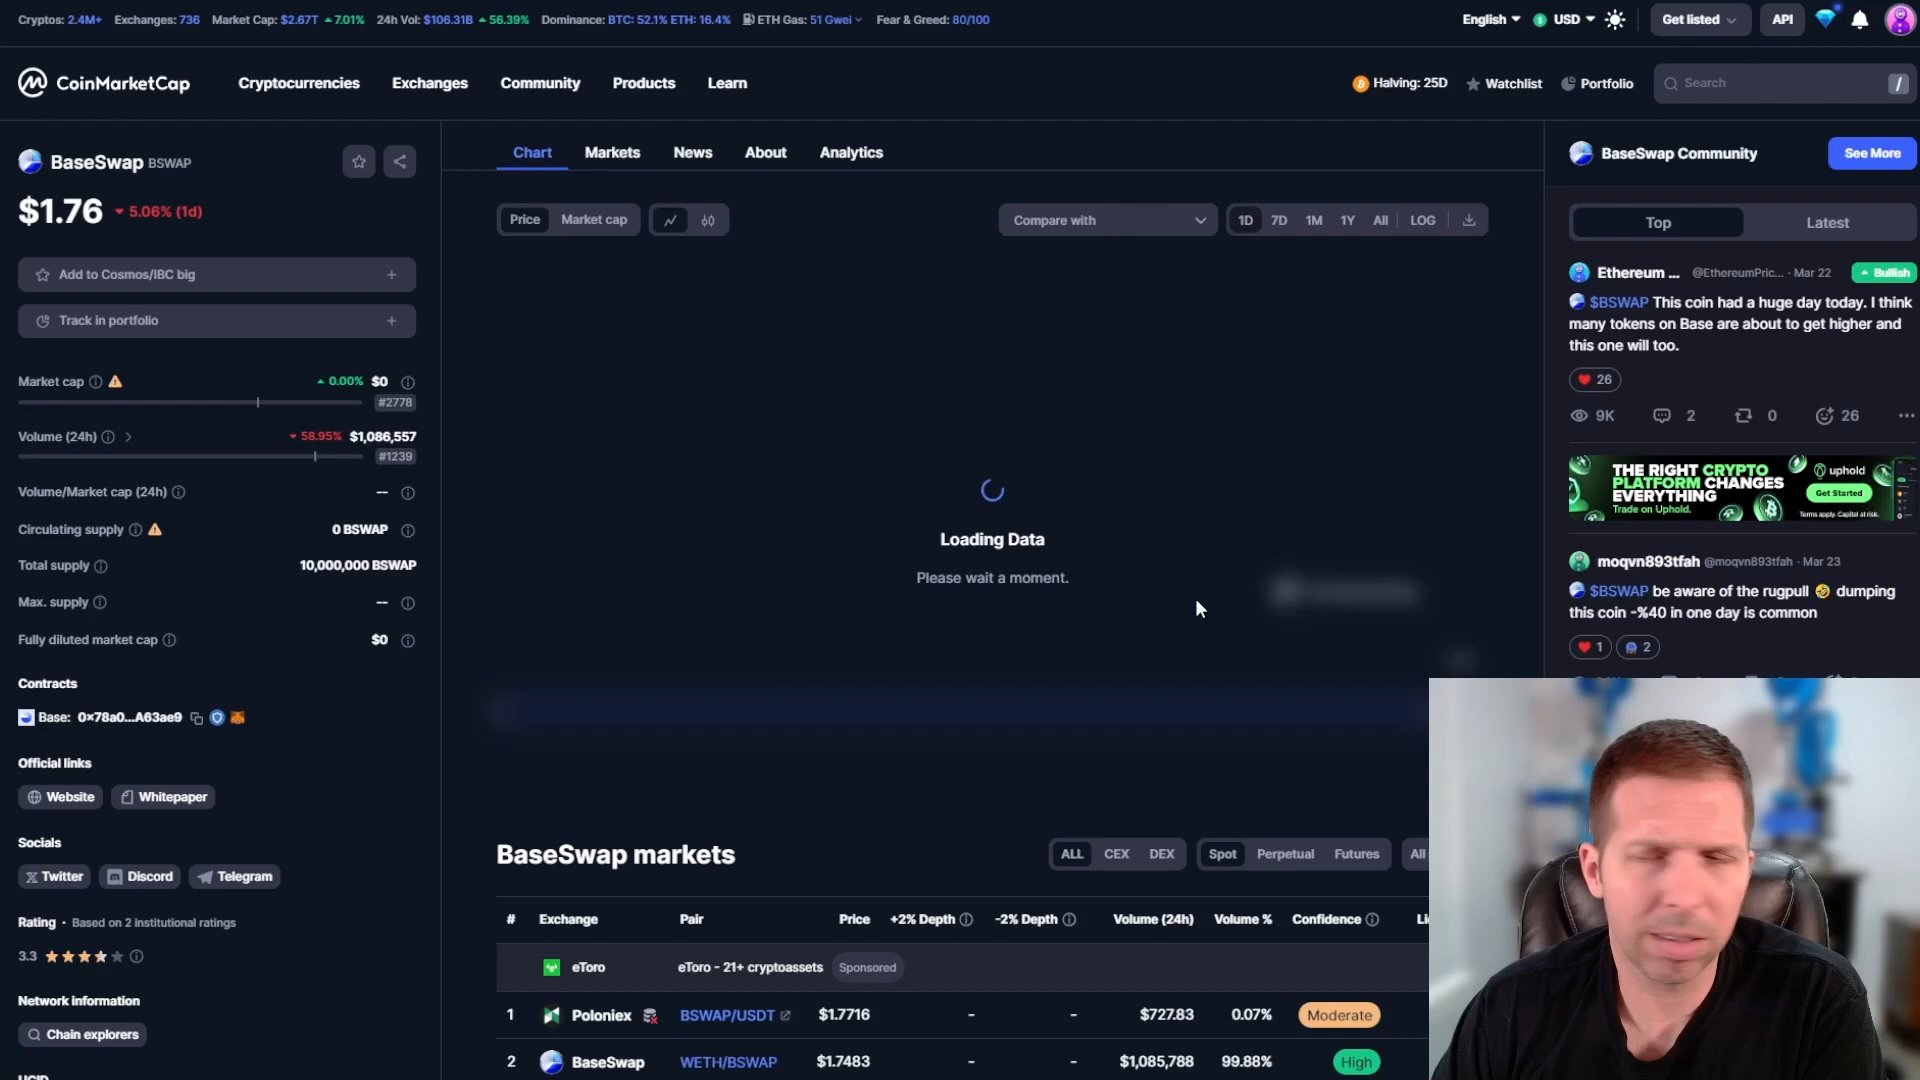 Cryptos: 2.4M+ Exchanges: 736 Market Cap: $2.67T 7.01% 24h Vol: $106.31B 56.39% Dominance: BTC: 52.1% ETH: 16.4% ETH Gas: 51 Gwei Fear & Greed: 80/100
English USD Get listed API
CoinMarketCap Cryptocurrencies Exchanges Community Products Learn
Halving: 25D Watchlist Portfolio Search /
BaseSwap BSWAP
$1.76 5.06% (1d)
Add to Cosmos/IBC big +
Track in portfolio +
Market cap 0.00% $0
#2778
Volume (24h) 58.95% $1,086,557
#1239
Volume/Market cap (24h) --
Circulating supply 0 BSWAP
Total supply 10,000,000 BSWAP
Max. supply --
Fully diluted market cap $0
Contracts
Base: 0x78a0...A63ae9
Official links
Website Whitepaper
Socials
Twitter Discord Telegram
Rating · Based on 2 institutional ratings
3.3
Network information
Chain explorers
UCID
Chart Markets News About Analytics
Price Market cap
Compare with 1D 7D 1M 1Y All LOG
Loading Data
Please wait a moment.
BaseSwap markets
ALL CEX DEX Spot Perpetual Futures All
# Exchange Pair Price +2% Depth -2% Depth Volume (24h) Volume % Confidence Li
eToro eToro - 21+ cryptoassets Sponsored
1 Poloniex BSWAP/USDT $1.7716 - - $727.83 0.07% Moderate
2 BaseSwap WETH/BSWAP $1.7483 - - $1,085,788 99.88% High
BaseSwap Community See More
Top Latest
Ethereum ... @EthereumPric... · Mar 22 Bullish
$BSWAP This coin had a huge day today. I think
many tokens on Base are about to get higher and
this one will too.
26
9K 2 0 26 ...
THE RIGHT CRYPTO
PLATFORM CHANGES
EVERYTHING
Trade on Uphold.
uphold
Get Started
Terms apply. Capital at risk.
moqvn893tfah @moqvn893tfah · Mar 23
$BSWAP be aware of the rugpull 🤣 dumping
this coin -%40 in one day is common
1 2